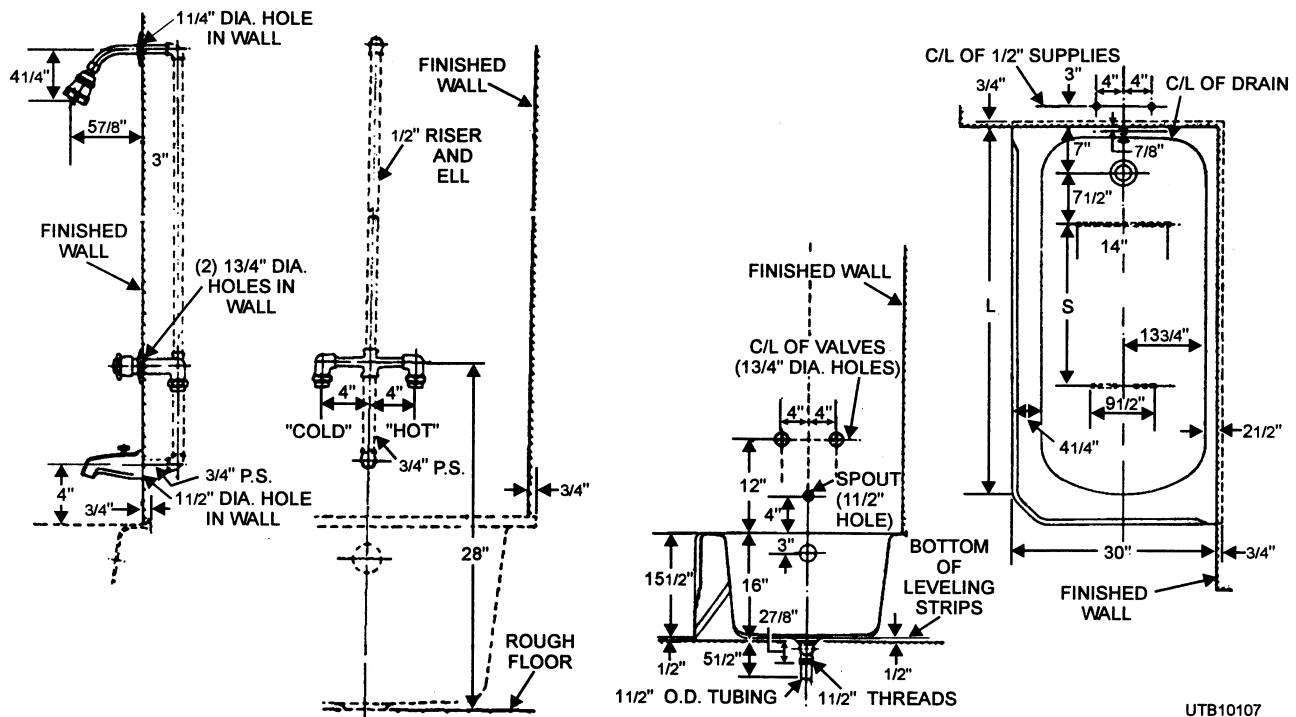 11/4" DIA. HOLE
IN WALL
41/4"
57/8"
3"
FINISHED
WALL
(2) 13/4" DIA.
HOLES IN
WALL
4"
3/4"
3/4" P.S.
11/2" DIA. HOLE
IN WALL
FINISHED
WALL
1/2" RISER
AND
ELL
4"
4"
"COLD"
"HOT"
3/4" P.S.
3/4"
28"
ROUGH
FLOOR
FINISHED WALL
C/L OF VALVES
(13/4" DIA. HOLES)
4"
4"
12"
SPOUT
(11/2"
HOLE)
4"
3"
151/2"
16"
BOTTOM
OF
LEVELING
STRIPS
27/8"
51/2"
1/2"
1/2"
11/2" O.D. TUBING
11/2" THREADS
C/L OF 1/2" SUPPLIES
3/4"
3"
4"
4"
C/L OF DRAIN
7"
7/8"
71/2"
14"
L
S
133/4"
91/2"
41/4"
21/2"
30"
3/4"
FINISHED
WALL
UTB10107